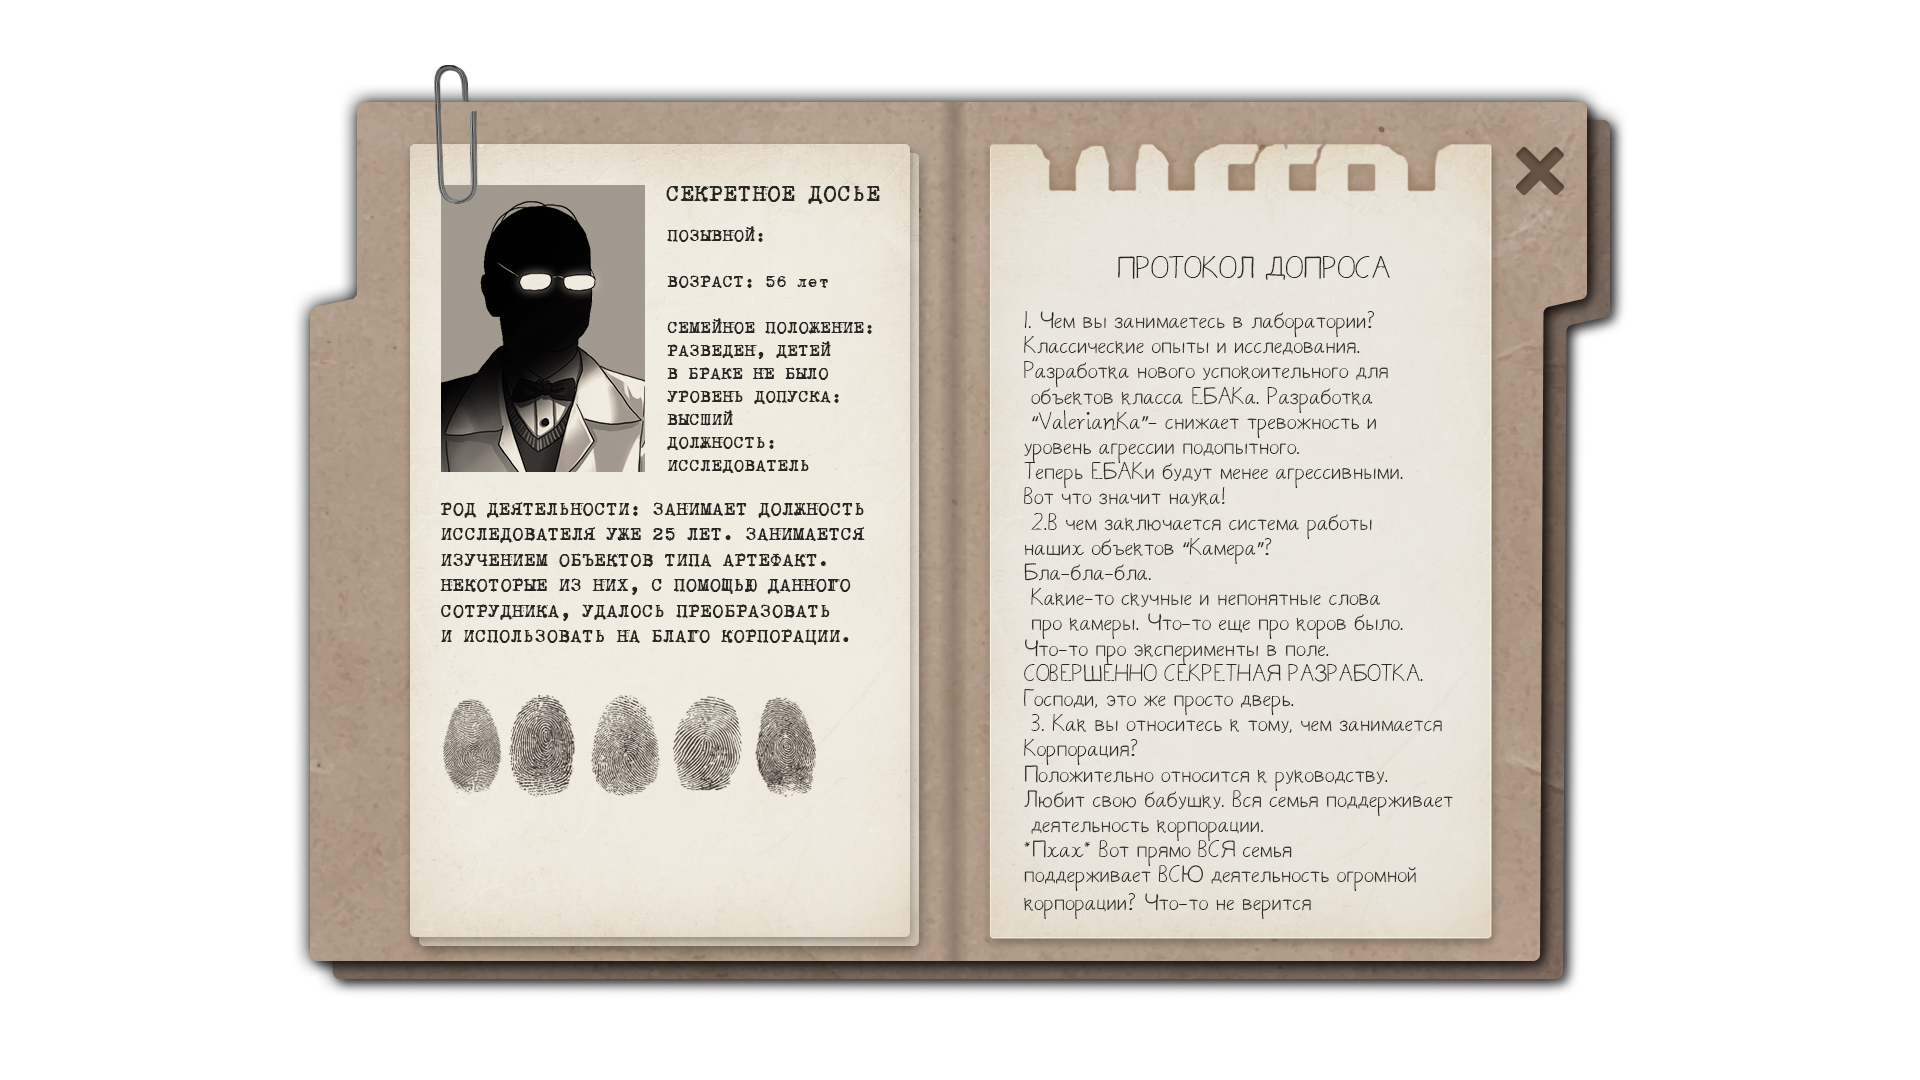 СЕКРЕТНОЕ ДОСЬЕ
ПОЗЫВНОЙ:
ВОЗРАСТ: 56 лет
СЕМЕЙНОЕ ПОЛОЖЕНИЕ:
РАЗВЕДЕН, ДЕТЕЙ
В БРАКЕ НЕ БЫЛО
УРОВЕНЬ ДОПУСКА:
ВЫСШИЙ
ДОЛЖНОСТЬ:
ИССЛЕДОВАТЕЛЬ
РОД ДЕЯТЕЛЬНОСТИ: ЗАНИМАЕТ ДОЛЖНОСТЬ
ИССЛЕДОВАТЕЛЯ УЖЕ 25 ЛЕТ. ЗАНИМАЕТСЯ
ИЗУЧЕНИЕМ ОБЪЕКТОВ ТИПА АРТЕФАКТ.
НЕКОТОРЫЕ ИЗ НИХ, С ПОМОЩЬЮ ДАННОГО
СОТРУДНИКА, УДАЛОСЬ ПРЕОБРАЗОВАТЬ
И ИСПОЛЬЗОВАТЬ НА БЛАГО КОРПОРАЦИИ.
ПРОТОКОЛ ДОПРОСА
1. Чем вы занимаетесь в лаборатории?
Классические опыты и исследования.
Разработка нового успокоительного для
объектов класса ЕБАКа. Разработка
“ValerianKa”- снижает тревожность и
уровень агрессии подопытного.
Теперь ЕБАКи будут менее агрессивными.
Вот что значит наука!
2.В чем заключается система работы
наших объектов “Камера”?
Бла-бла-бла.
Какие-то скучные и непонятные слова
про камеры. Что-то еще про коров было.
Что-то про эксперименты в поле.
СОВЕРШЕННО СЕКРЕТНАЯ РАЗРАБОТКА.
Господи, это же просто дверь.
3. Как вы относитесь к тому, чем занимается
Корпорация?
Положительно относится к руководству.
Любит свою бабушку. Вся семья поддерживает
деятельность корпорации.
*Пхах* Вот прямо ВСЯ семья
поддерживает ВСЮ деятельность огромной
корпорации? Что-то не верится